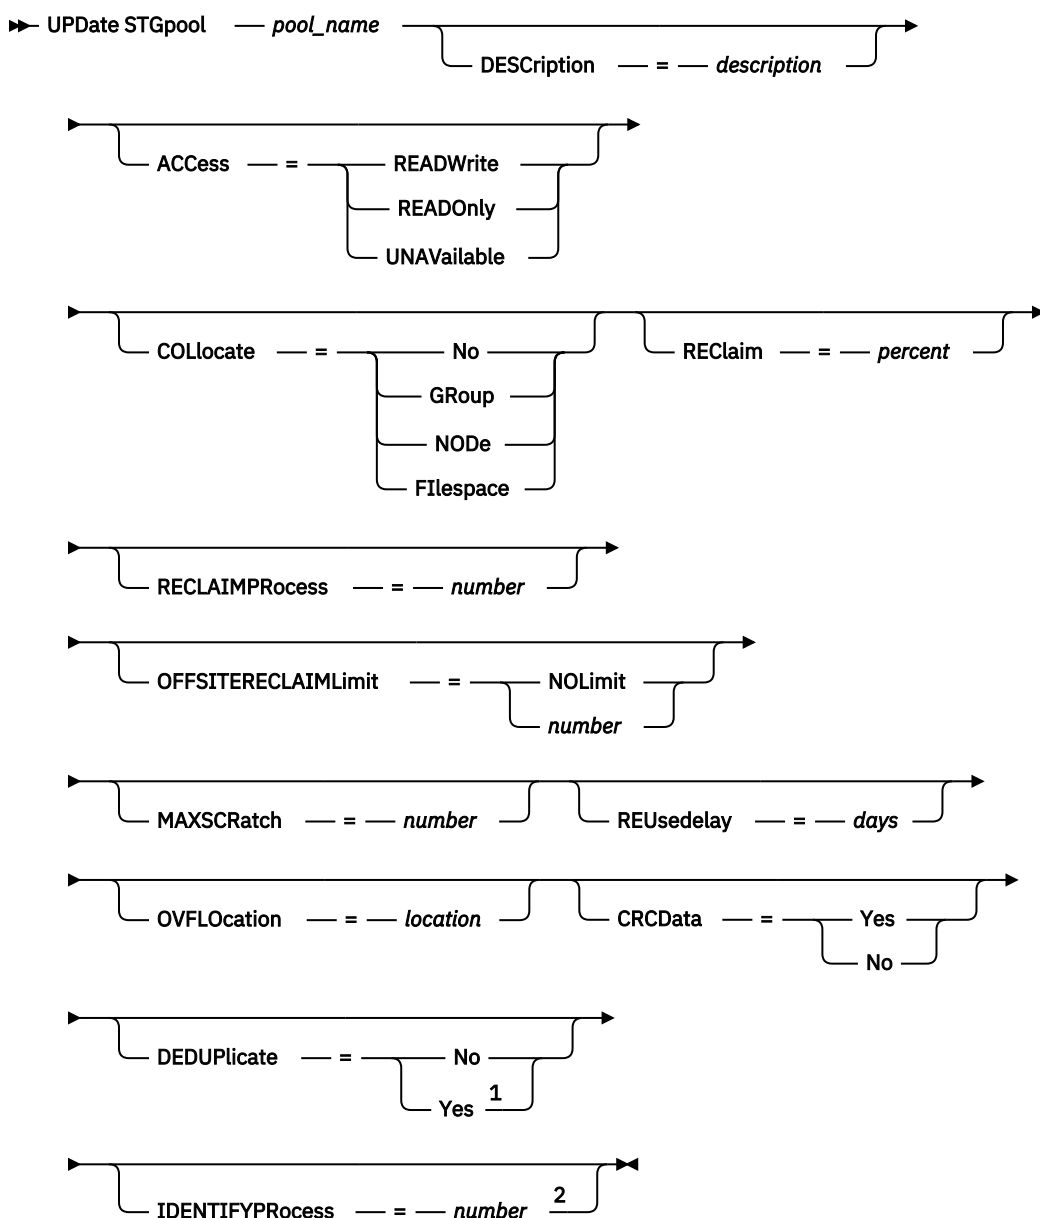 UPDate STGpool pool_name
DESCription = description
ACCess = READWrite
READOnly
UNAVailable
COLlocate = No REClaim = percent
GRoup
NODe
FIlespace
RECLAIMPRocess = number
OFFSITERECLAIMLimit = NOLimit
number
MAXSCRatch = number REUsedelay = days
OVFLOcation = location CRCData = Yes
No
DEDUPlicate = No
Yes 1
IDENTIFYPRocess = number 2